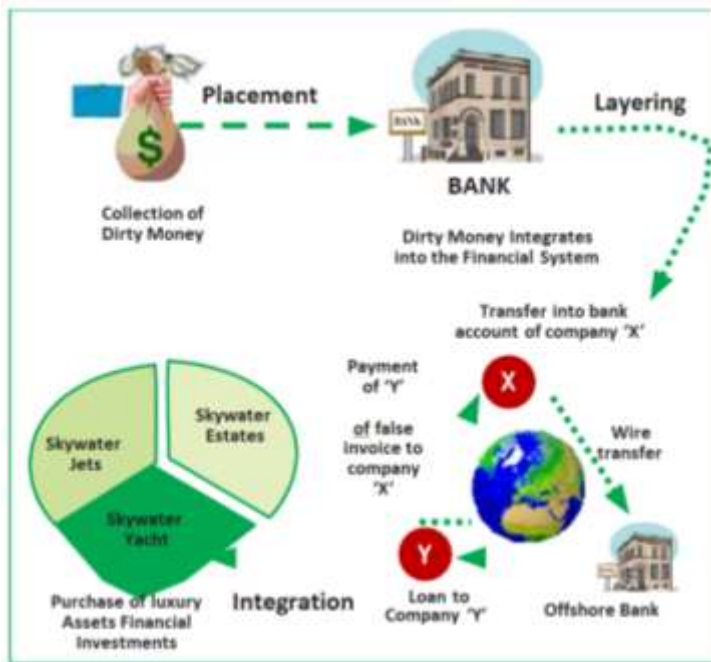 Placement
Layering
$
BANK
BANK
Collection of
Dirty Money
Dirty Money Integrates
into the Financial System
Transfer into bank
account of company 'X'
Payment
of 'Y'
of false
invoice to
company
'X'
X
Wire
transfer
Skywater
Estates
Skywater
Jets
Skywater
Yacht
Y
Loan to
Company 'Y'
Offshore Bank
Integration
Purchase of luxury
Assets Financial
Investments